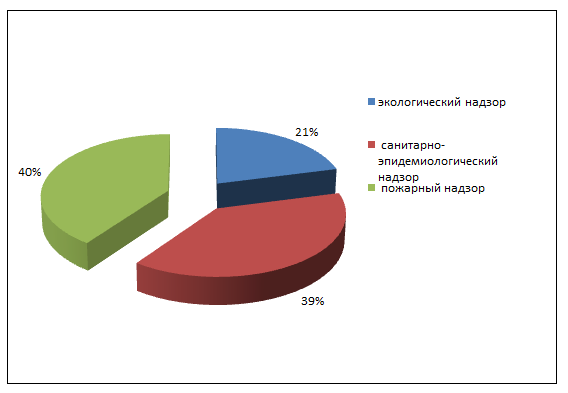 21%
40%
39%
экологический надзор
санитарно-
эпидемиологический
надзор
пожарный надзор